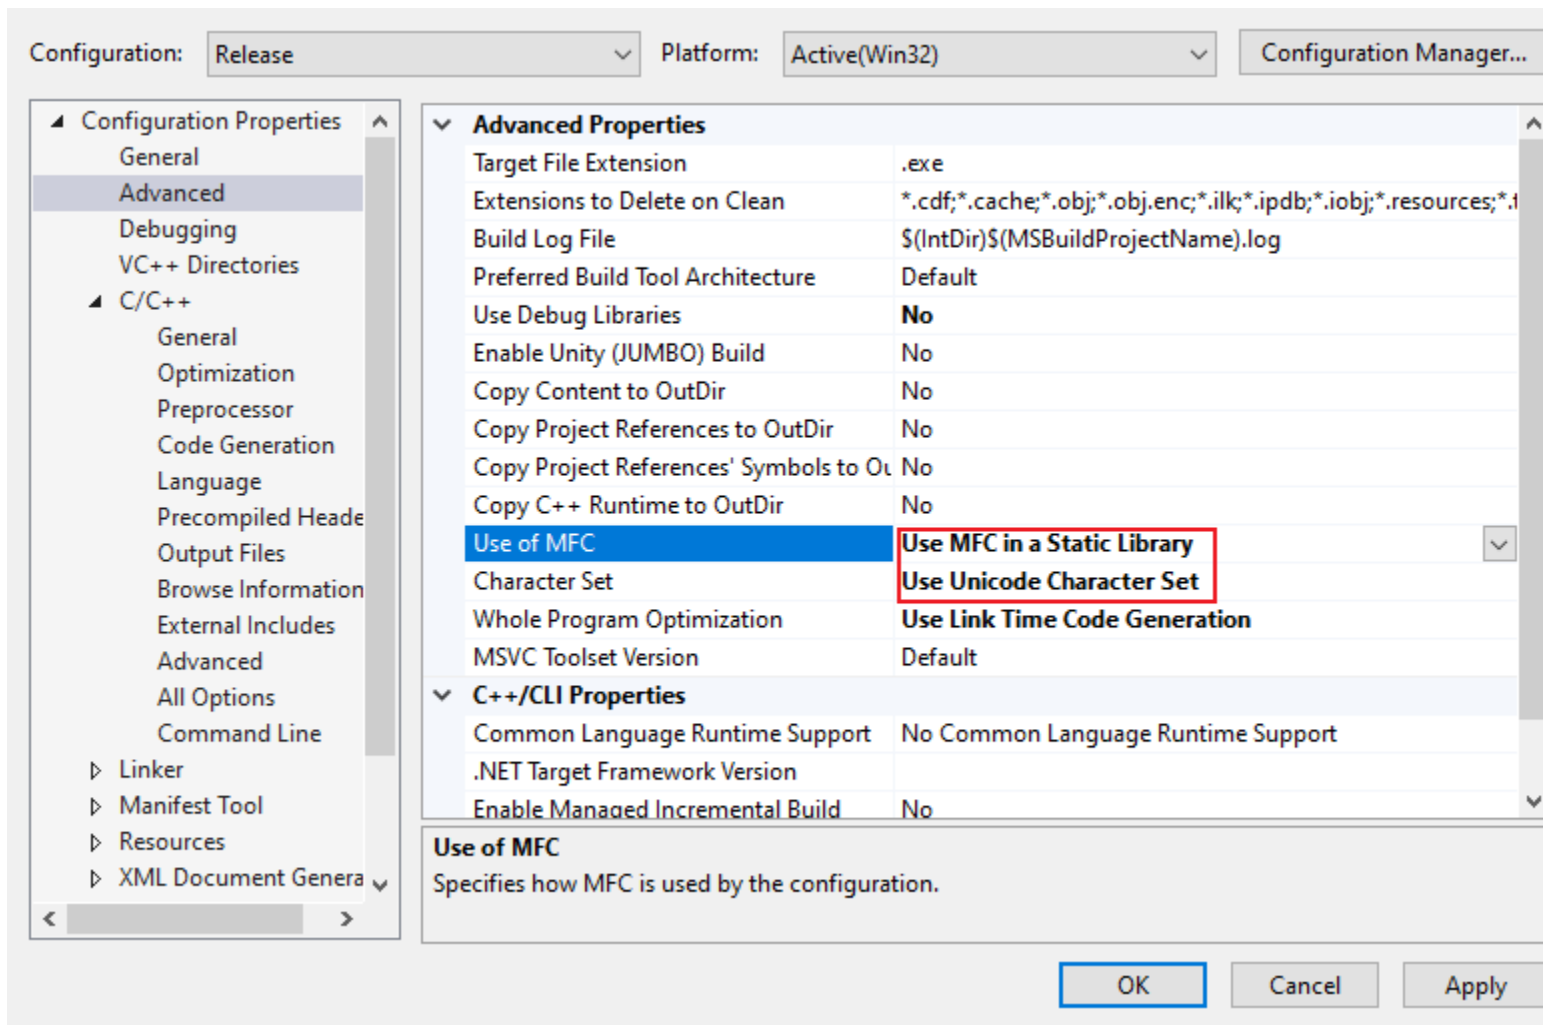 Configuration: Release Platform: Active(Win32) Configuration Manager...
Configuration Properties
General
Advanced
Debugging
VC++ Directories
C/C++
General
Optimization
Preprocessor
Code Generation
Language
Precompiled Heade
Output Files
Browse Information
External Includes
Advanced
All Options
Command Line
Linker
Manifest Tool
Resources
XML Document Genera
Advanced Properties
Target File Extension .exe
Extensions to Delete on Clean *.cdf;*.cache;*.obj;*.obj.enc;*.ilk;*.ipdb;*.iobj;*.resources;*.t
Build Log File $(IntDir)$(MSBuildProjectName).log
Preferred Build Tool Architecture Default
Use Debug Libraries No
Enable Unity (JUMBO) Build No
Copy Content to OutDir No
Copy Project References to OutDir No
Copy Project References' Symbols to Ou No
Copy C++ Runtime to OutDir No
Use of MFC Use MFC in a Static Library
Character Set Use Unicode Character Set
Whole Program Optimization Use Link Time Code Generation
MSVC Toolset Version Default
C++/CLI Properties
Common Language Runtime Support No Common Language Runtime Support
.NET Target Framework Version
Enable Managed Incremental Build No
Use of MFC
Specifies how MFC is used by the configuration.
OK Cancel Apply